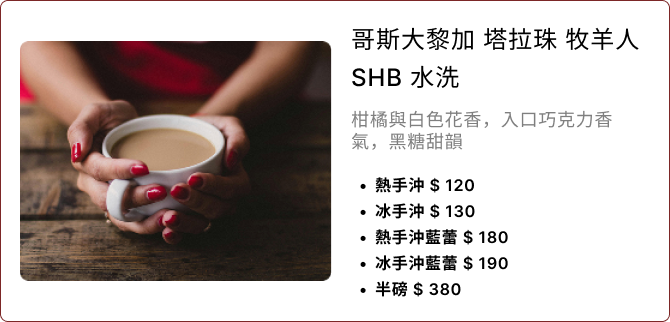 哥斯大黎加 塔拉珠 牧羊人
SHB 水洗
柑橘與白色花香，入口巧克力香
氣，黑糖甜韻
• 熱手沖 $ 120
• 冰手沖 $ 130
• 熱手沖藍蕾 $ 180
• 冰手沖藍蕾 $ 190
• 半磅 $ 380